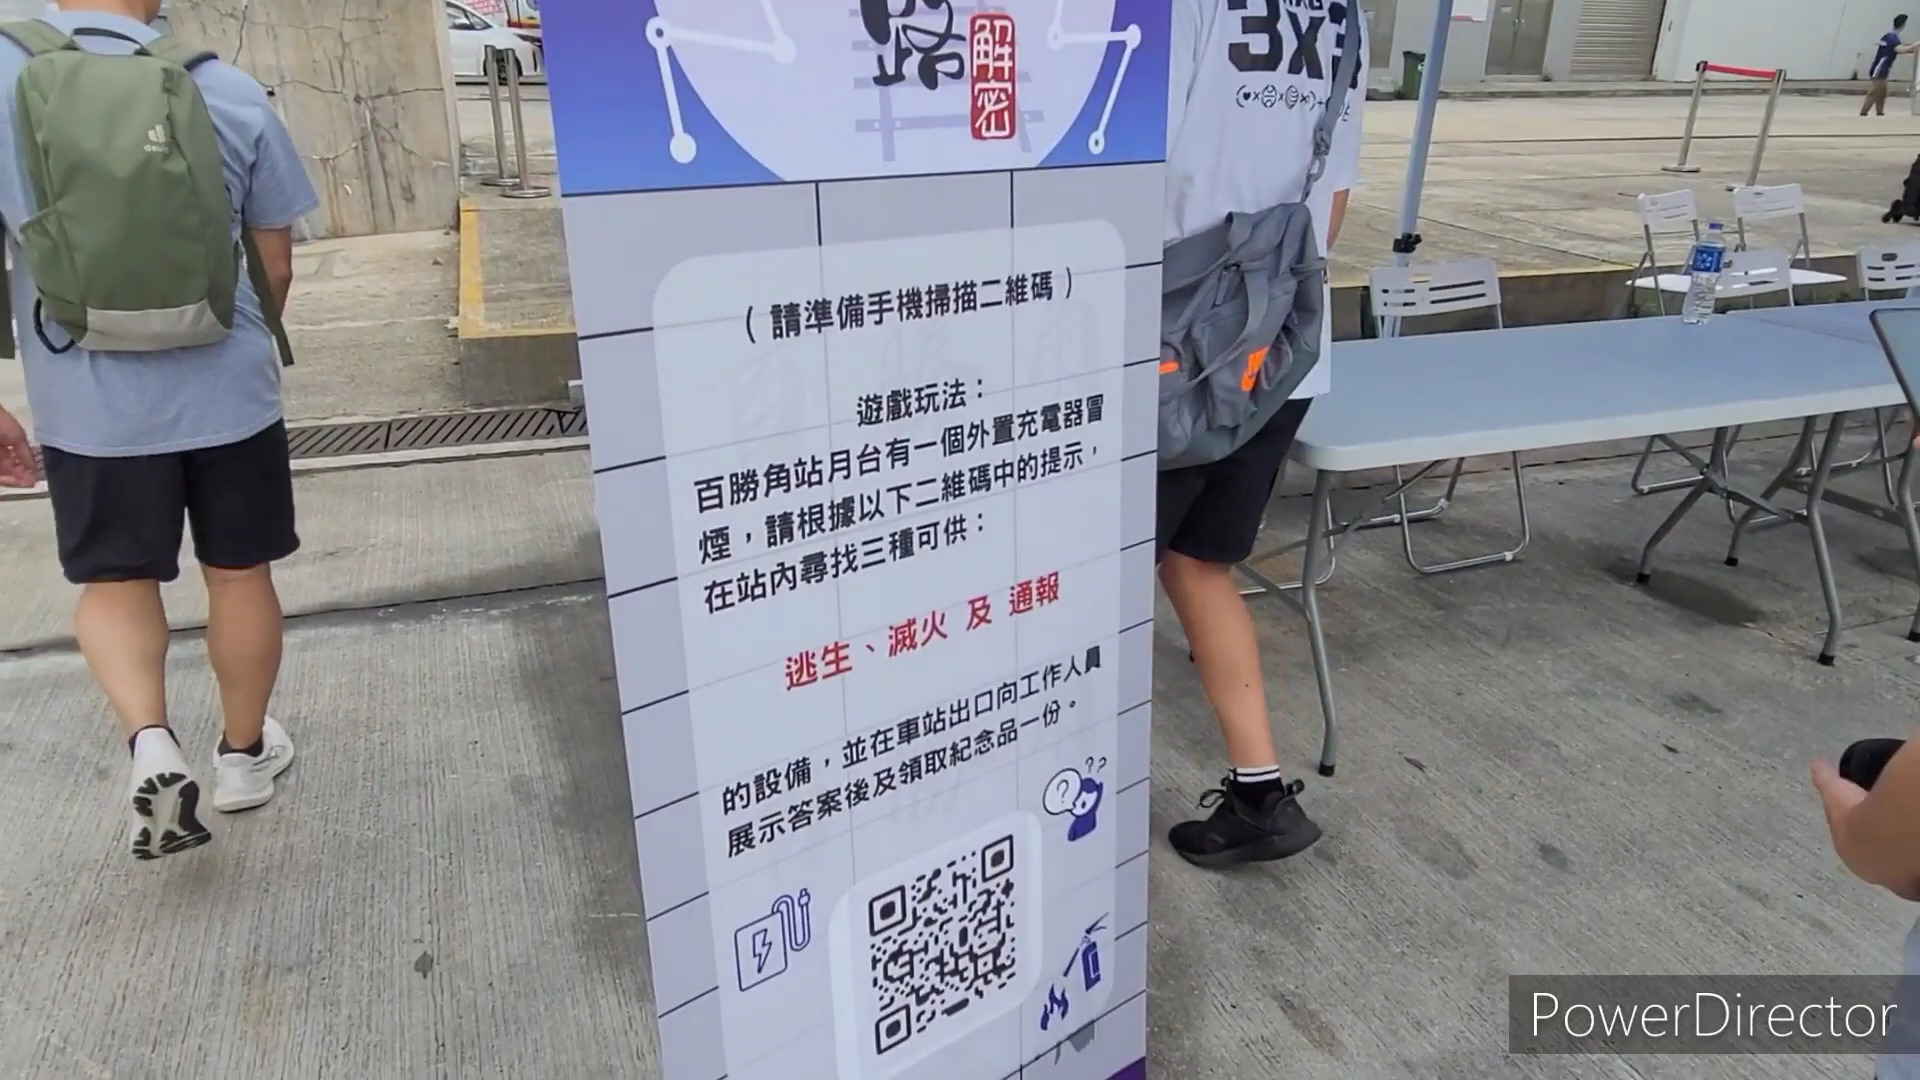 路
解密
3x3
deuter
（請準備手機掃描二維碼）
遊戲玩法：
百勝角站月台有一個外置充電器冒
煙，請根據以下二維碼中的提示，
在站內尋找三種可供：
逃生、滅火 及 通報
的設備，並在車站出口向工作人員
展示答案後及領取紀念品一份。
PowerDirector